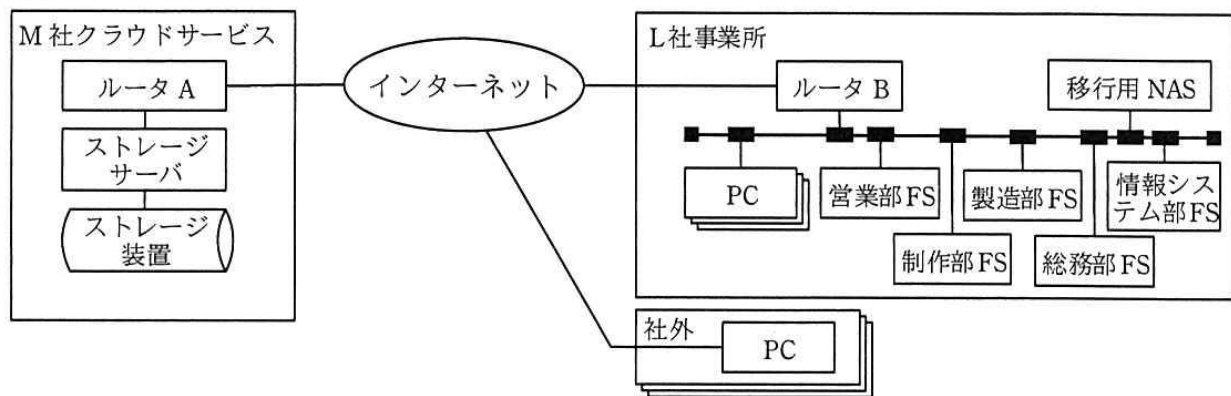 M社クラウドサービス
ルータA
ストレージ
サーバ
ストレージ
装置
インターネット
L社事業所
ルータB
移行用NAS
PC
営業部FS
製造部FS
情報シス
テム部FS
制作部FS
総務部FS
社外
PC